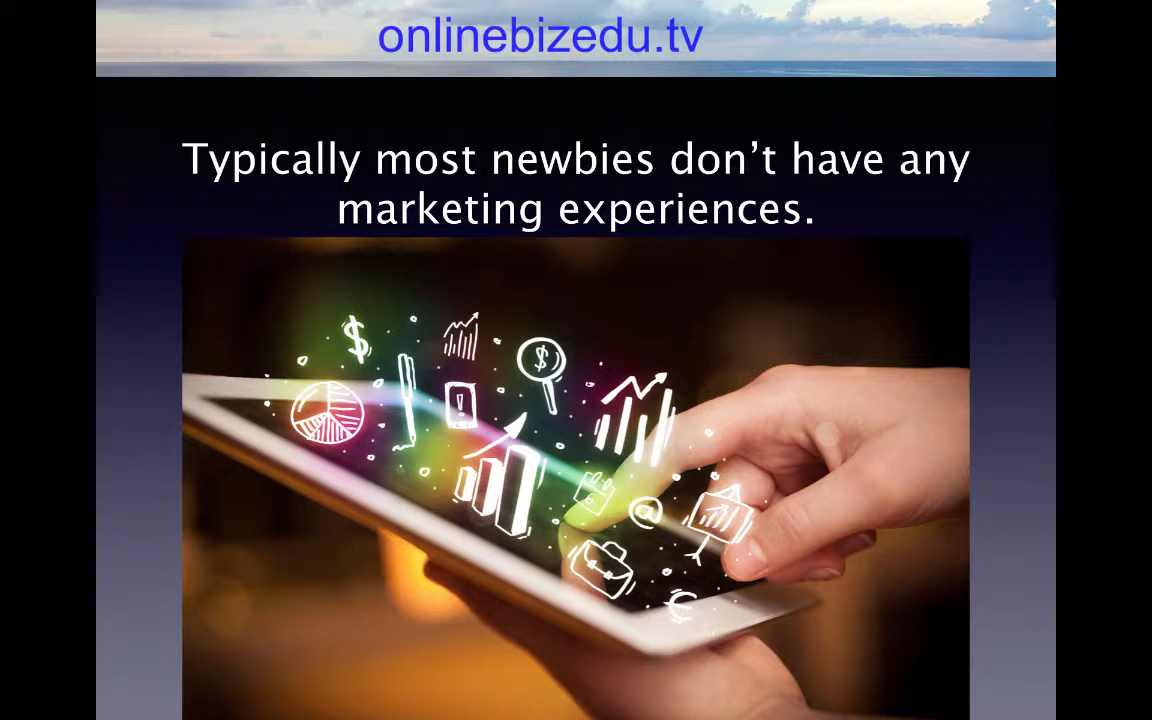 onlinebizedu.tv
Typically most newbies don’t have any
marketing experiences.